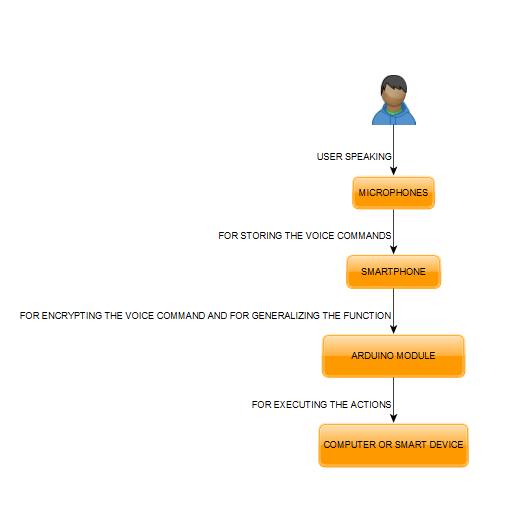 USER SPEAKING
MICROPHONES
FOR STORING THE VOICE COMMANDS
SMARTPHONE
FOR ENCRYPTING THE VOICE COMMAND AND FOR GENERALIZING THE FUNCTION
ARDUINO MODULE
FOR EXECUTING THE ACTIONS
COMPUTER OR SMART DEVICE